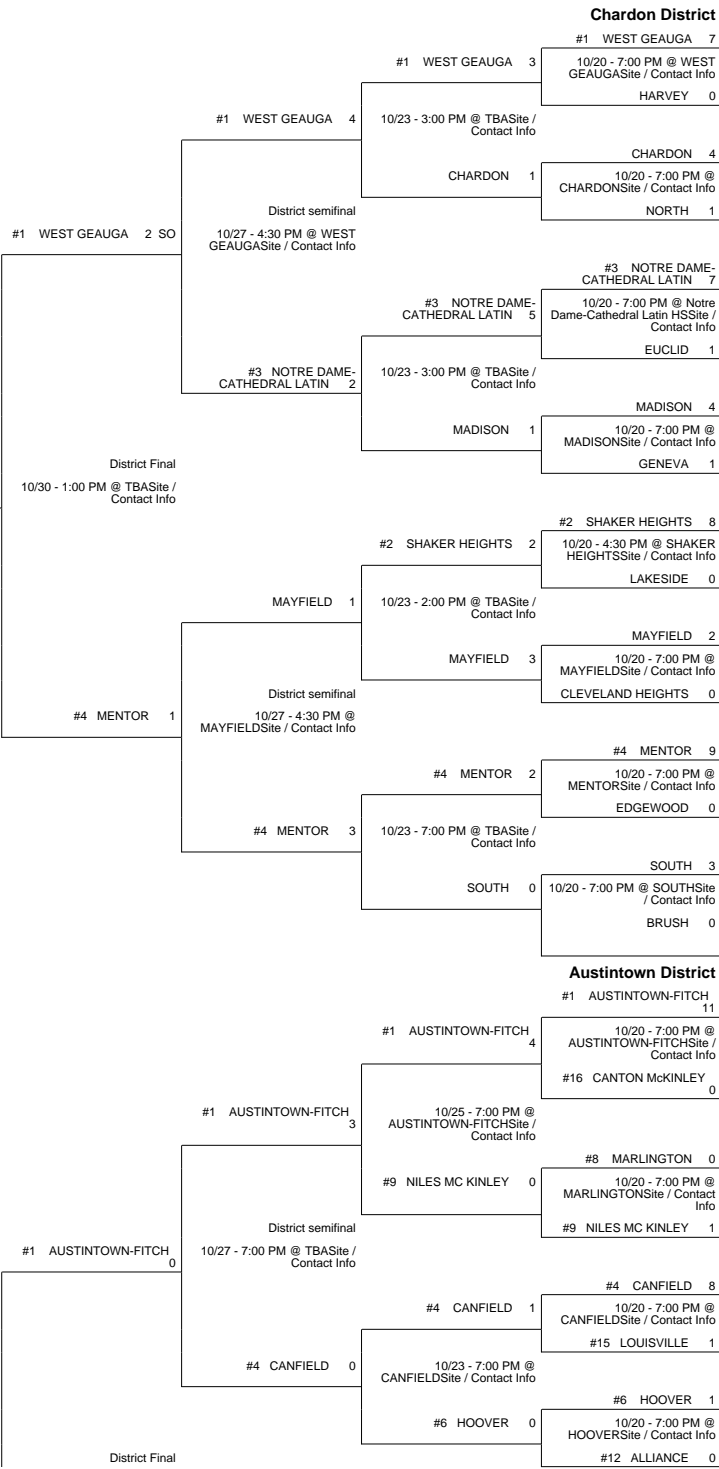 Chardon District
#1 WEST GEAUGA 7
#1 WEST GEAUGA 3
10/20 - 7:00 PM @ WEST
GEAUGASite / Contact Info
HARVEY 0
#1 WEST GEAUGA 4
10/23 - 3:00 PM @ TBASite /
Contact Info
CHARDON 4
CHARDON 1
10/20 - 7:00 PM @
CHARDONSite / Contact Info
NORTH 1
District semifinal
#1 WEST GEAUGA 2 SO
10/27 - 4:30 PM @ WEST
GEAUGASite / Contact Info
#3 NOTRE DAME-
CATHEDRAL LATIN 7
#3 NOTRE DAME-
CATHEDRAL LATIN 5
10/20 - 7:00 PM @ Notre
Dame-Cathedral Latin HSSite /
Contact Info
EUCLID 1
#3 NOTRE DAME-
CATHEDRAL LATIN 2
10/23 - 3:00 PM @ TBASite /
Contact Info
MADISON 4
MADISON 1
10/20 - 7:00 PM @
MADISONSite / Contact Info
GENEVA 1
District Final
10/30 - 1:00 PM @ TBASite /
Contact Info
#2 SHAKER HEIGHTS 8
#2 SHAKER HEIGHTS 2
10/20 - 4:30 PM @ SHAKER
HEIGHTSSite / Contact Info
LAKESIDE 0
MAYFIELD 1
10/23 - 2:00 PM @ TBASite /
Contact Info
MAYFIELD 2
MAYFIELD 3
10/20 - 7:00 PM @
MAYFIELDSite / Contact Info
CLEVELAND HEIGHTS 0
District semifinal
#4 MENTOR 1
10/27 - 4:30 PM @
MAYFIELDSite / Contact Info
#4 MENTOR 9
#4 MENTOR 2
10/20 - 7:00 PM @
MENTORSite / Contact Info
EDGEWOOD 0
#4 MENTOR 3
10/23 - 7:00 PM @ TBASite /
Contact Info
SOUTH 3
SOUTH 0
10/20 - 7:00 PM @ SOUTHSite
/ Contact Info
BRUSH 0
Austintown District
#1 AUSTINTOWN-FITCH
11
#1 AUSTINTOWN-FITCH
4
10/20 - 7:00 PM @
AUSTINTOWN-FITCHSite /
Contact Info
#16 CANTON McKINLEY
0
#1 AUSTINTOWN-FITCH
3
10/25 - 7:00 PM @
AUSTINTOWN-FITCHSite /
Contact Info
#8 MARLINGTON 0
#9 NILES MC KINLEY 0
10/20 - 7:00 PM @
MARLINGTONSite / Contact
Info
#9 NILES MC KINLEY 1
District semifinal
#1 AUSTINTOWN-FITCH
0
10/27 - 7:00 PM @ TBASite /
Contact Info
#4 CANFIELD 8
#4 CANFIELD 1
10/20 - 7:00 PM @
CANFIELDSite / Contact Info
#15 LOUISVILLE 1
#4 CANFIELD 0
10/23 - 7:00 PM @
CANFIELDSite / Contact Info
#6 HOOVER 1
#6 HOOVER 0
10/20 - 7:00 PM @
HOOVERSite / Contact Info
#12 ALLIANCE 0
District Final